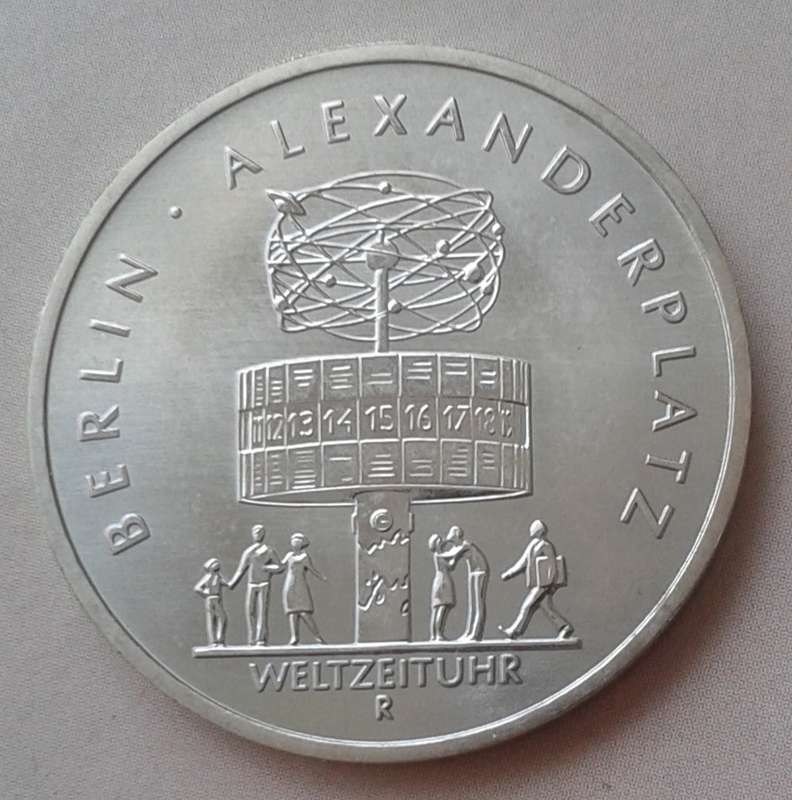 BERLIN · ALEXANDERPLATZ
12 13 14 15 16 17 18
WELTZEITUHR
R